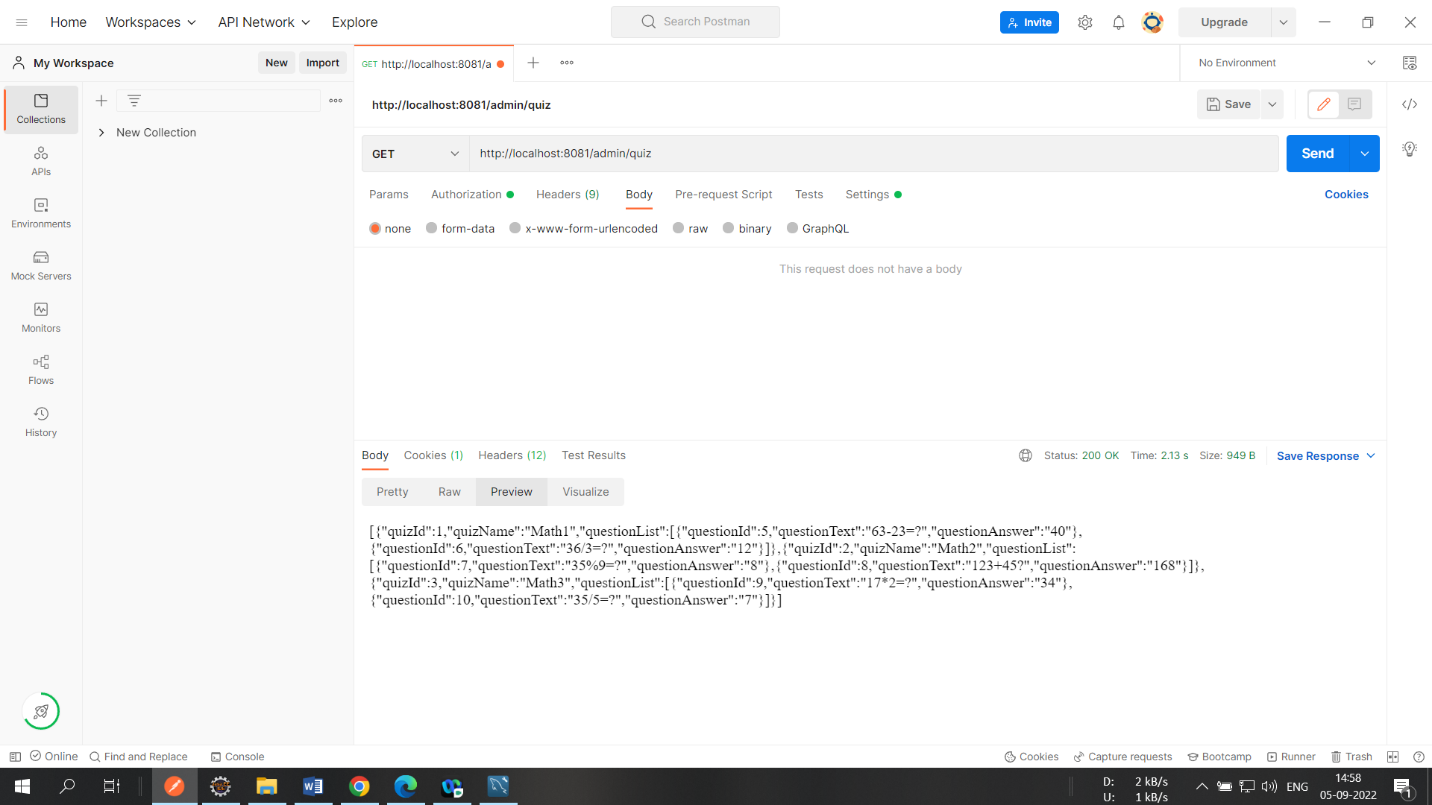 Home Workspaces API Network Explore
Search Postman
Invite
Upgrade
My Workspace
New Import
GET http://localhost:8081/a
No Environment
Collections
APIs
Environments
Mock Servers
Monitors
Flows
History
New Collection
http://localhost:8081/admin/quiz
Save
GET
http://localhost:8081/admin/quiz
Send
Params Authorization Headers (9) Body Pre-request Script Tests Settings
Cookies
none form-data x-www-form-urlencoded raw binary GraphQL
This request does not have a body
Body Cookies (1) Headers (12) Test Results
Status: 200 OK Time: 2.13 s Size: 949 B Save Response
Pretty Raw Preview Visualize
[{"quizId":1,"quizName":"Math1","questionList":[{"questionId":5,"questionText":"63-23=?","questionAnswer":"40"},
{"questionId":6,"questionText":"36/3=?","questionAnswer":"12"}]},{"quizId":2,"quizName":"Math2","questionList":
[{"questionId":7,"questionText":"35%9=?","questionAnswer":"8"},{"questionId":8,"questionText":"123+45?","questionAnswer":"168"}]},
{"quizId":3,"quizName":"Math3","questionList":[{"questionId":9,"questionText":"17*2=?","questionAnswer":"34"},
{"questionId":10,"questionText":"35/5=?","questionAnswer":"7"}]}]
Online Find and Replace Console
Cookies Capture requests Bootcamp Runner Trash
D: 2 kB/s
U: 1 kB/s
ENG
14:58
05-09-2022
1